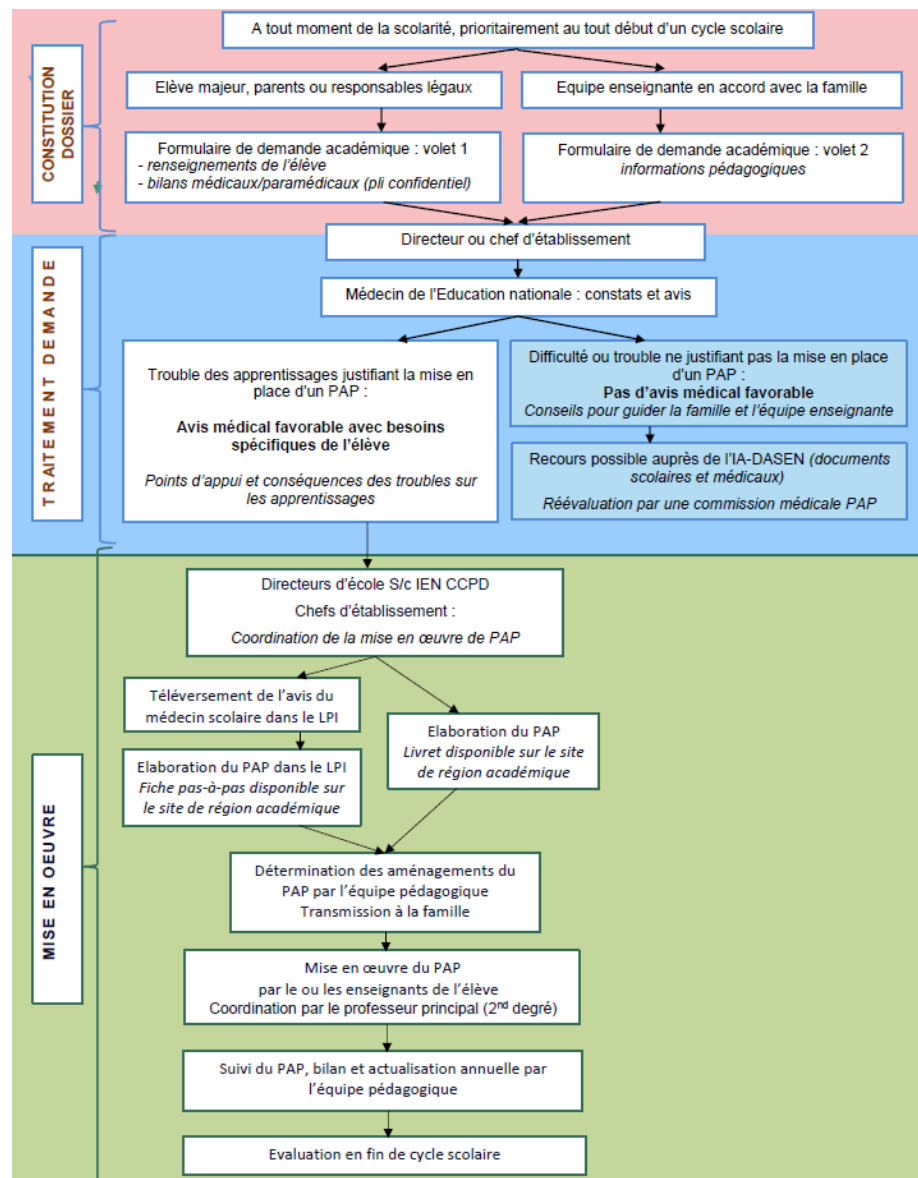 A tout moment de la scolarité, prioritairement au tout début d'un cycle scolaire
CONSTITUTION
DOSSIER
Elève majeur, parents ou responsables légaux
Equipe enseignante en accord avec la famille
Formulaire de demande académique : volet 1
- renseignements de l'élève
- bilans médicaux/paramédicaux (pli confidentiel)
Formulaire de demande académique : volet 2
informations pédagogiques
Directeur ou chef d'établissement
TRAITEMENT DEMANDE
Médecin de l'Education nationale : constats et avis
Trouble des apprentissages justifiant la mise en
place d'un PAP :
Avis médical favorable avec besoins
spécifiques de l'élève
Points d'appui et conséquences des troubles sur
les apprentissages
Difficulté ou trouble ne justifiant pas la mise en place
d'un PAP :
Pas d'avis médical favorable
Conseils pour guider la famille et l'équipe enseignante
Recours possible auprès de l'IA-DASEN (documents
scolaires et médicaux)
Réévaluation par une commission médicale PAP
MISE EN OEUVRE
Directeurs d'école S/c IEN CCPD
Chefs d'établissement :
Coordination de la mise en œuvre de PAP
Téléversement de l'avis du
médecin scolaire dans le LPI
Elaboration du PAP dans le LPI
Fiche pas-à-pas disponible sur
le site de région académique
Elaboration du PAP
Livret disponible sur le site
de région académique
Détermination des aménagements du
PAP par l'équipe pédagogique
Transmission à la famille
Mise en œuvre du PAP
par le ou les enseignants de l'élève
Coordination par le professeur principal (2nd degré)
Suivi du PAP, bilan et actualisation annuelle par
l'équipe pédagogique
Evaluation en fin de cycle scolaire